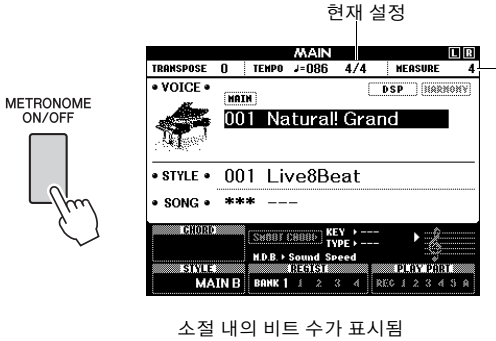 현재 설정
MAIN
L R
TRANSPOSE 0 TEMPO ♩=086 4/4 MEASURE 4
METRONOME
ON/OFF
• VOICE •
DSP HARMONY
MAIN
001 Natural! Grand
• STYLE • 001 Live8Beat
• SONG • *** ---
CHORD
SMART CHORD KEY ▸---
TYPE ▸---
M.D.B. ▸ Sound Speed
STYLE REGIST PLAY PART
MAIN B BANK 1 1 2 3 4 REG 1 2 3 4 5 A
소절 내의 비트 수가 표시됨